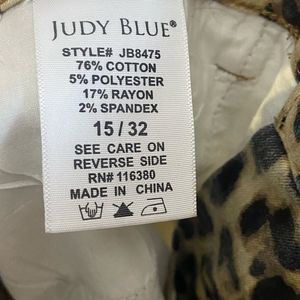 JUDY BLUE®
STYLE# JB8475
76% COTTON
5% POLYESTER
17% RAYON
2% SPANDEX
15 / 32
SEE CARE ON
REVERSE SIDE
RN# 116380
MADE IN CHINA